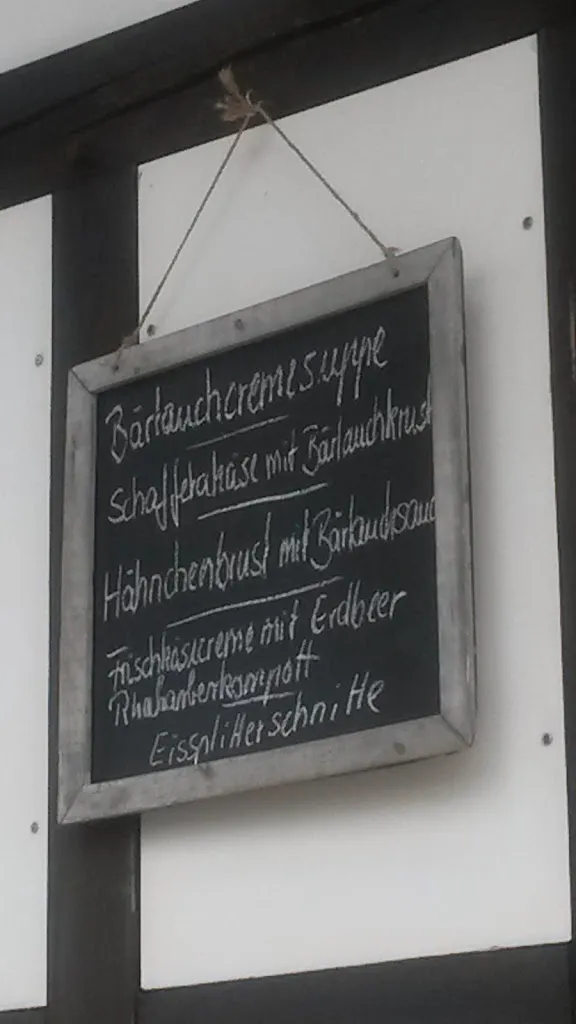 Bärlauchcremesuppe
Schaffetakäse mit Bärlauchkrust
Hähnchenbrust mit Bärlauchsauc
Frischkäsecreme mit Erdbeer
Rhabarberkompott
Eissplitterschnitte